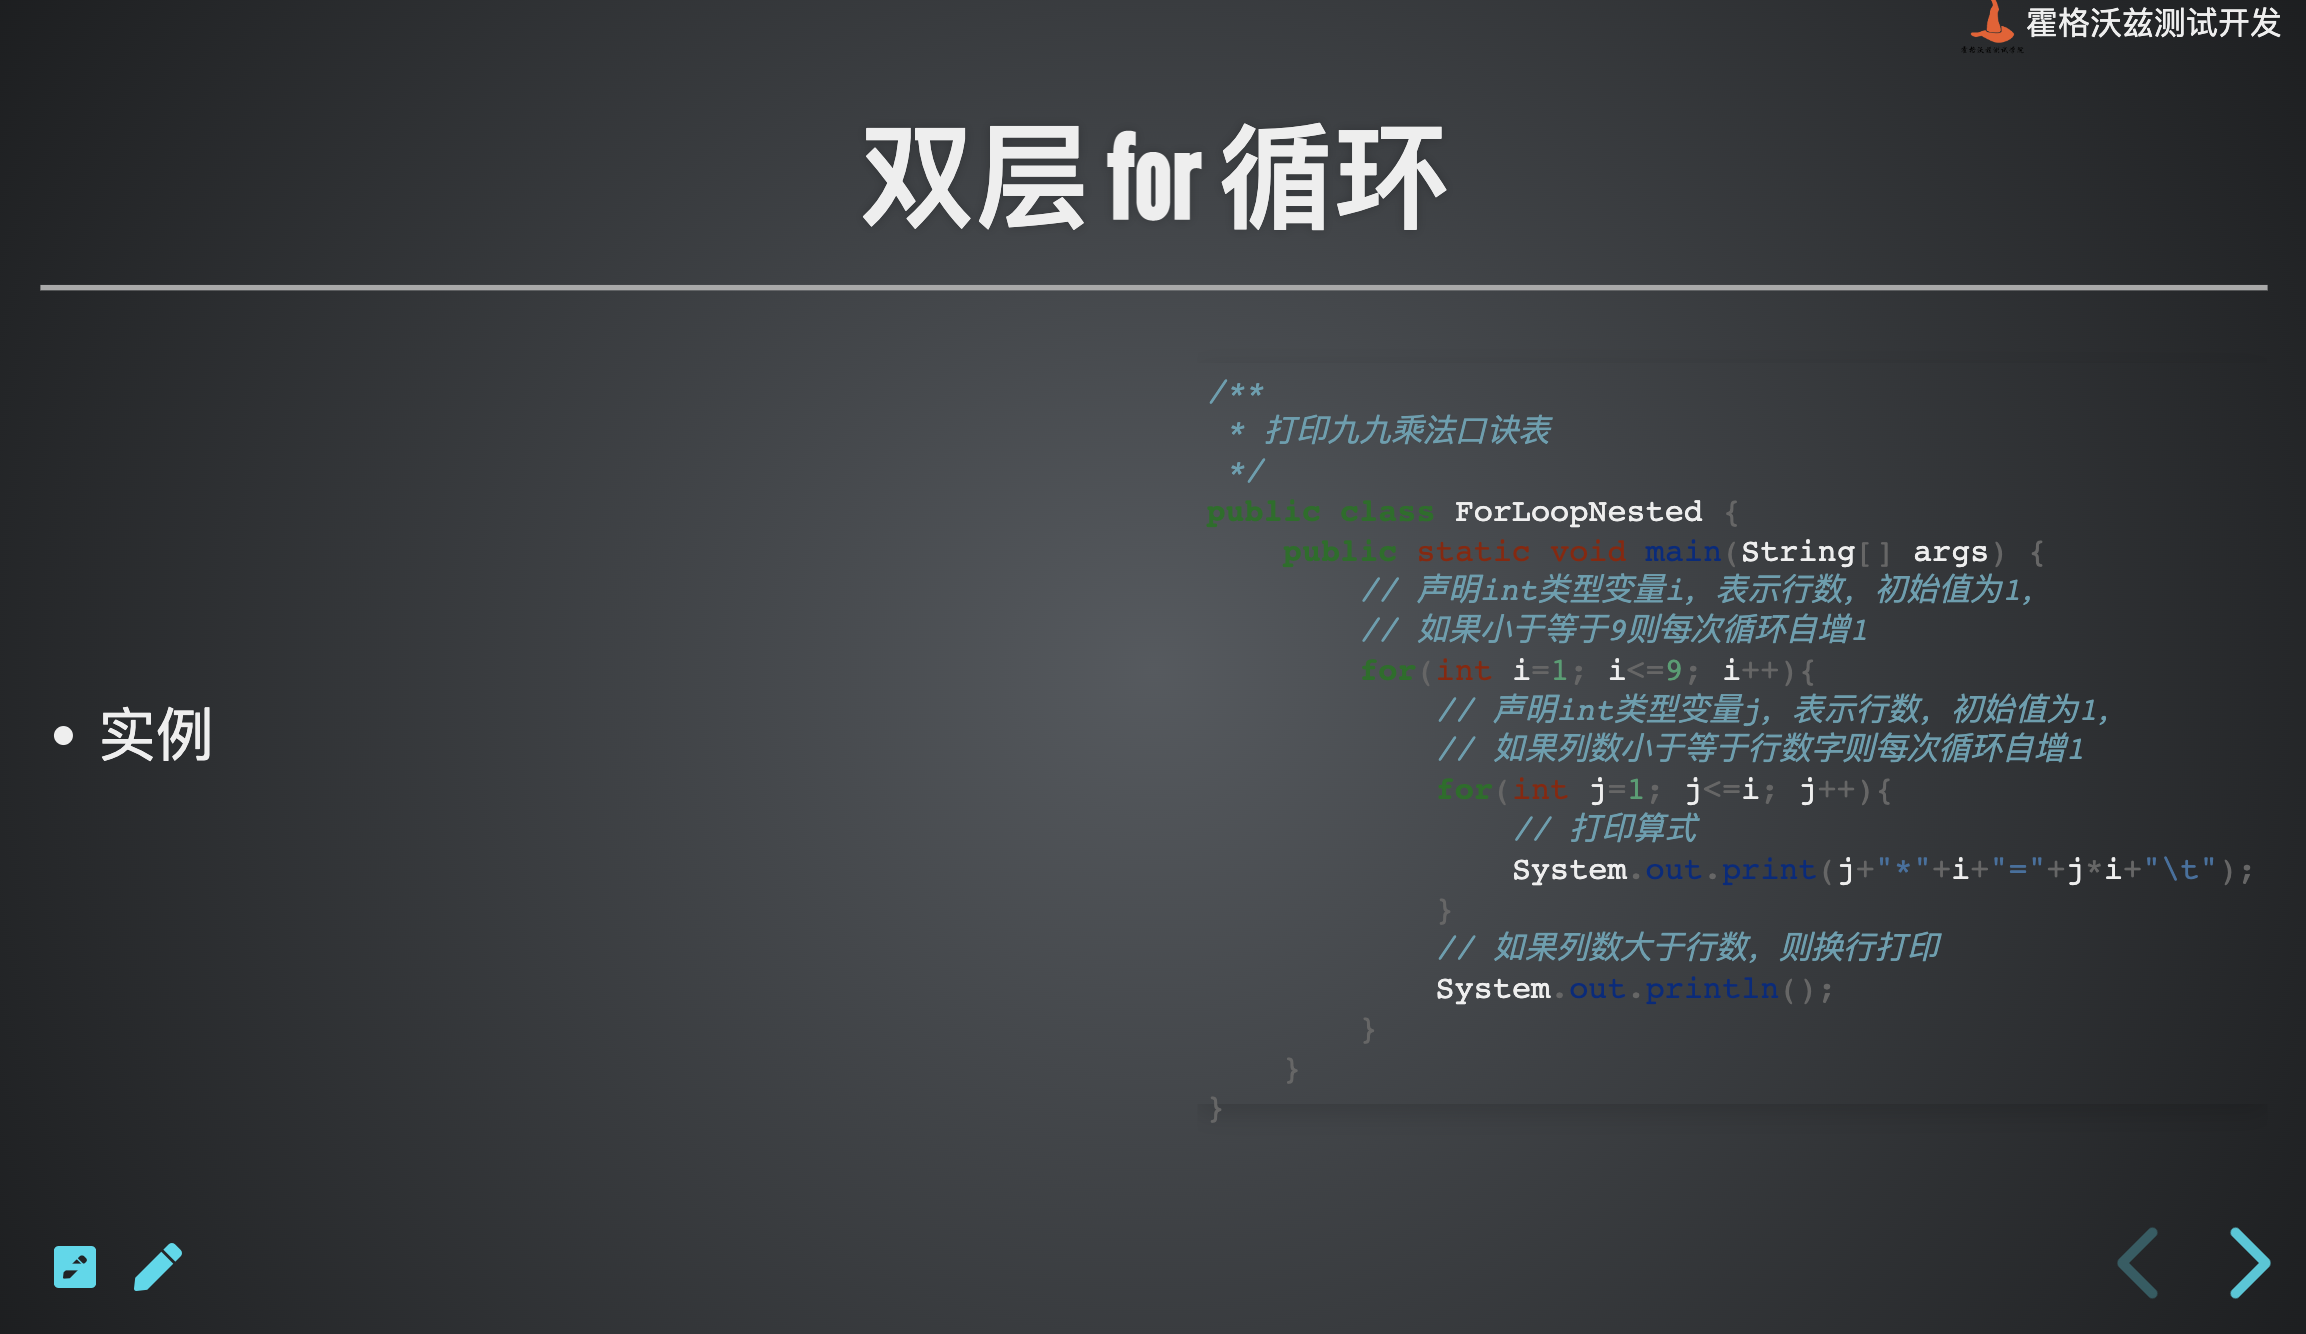 霍格沃兹测试开发
双层 for 循环
实例
/**
 * 打印九九乘法口诀表
 */
public class ForLoopNested {
    public static void main(String[] args) {
        // 声明int类型变量i，表示行数，初始值为1，
        // 如果小于等于9则每次循环自增1
        for(int i=1; i<=9; i++){
            // 声明int类型变量j，表示行数，初始值为1，
            // 如果列数小于等于行数字则每次循环自增1
            for(int j=1; j<=i; j++){
                // 打印算式
                System.out.print(j+"*"+i+"="+j*i+"\t");
            }
            // 如果列数大于行数，则换行打印
            System.out.println();
        }
    }
}